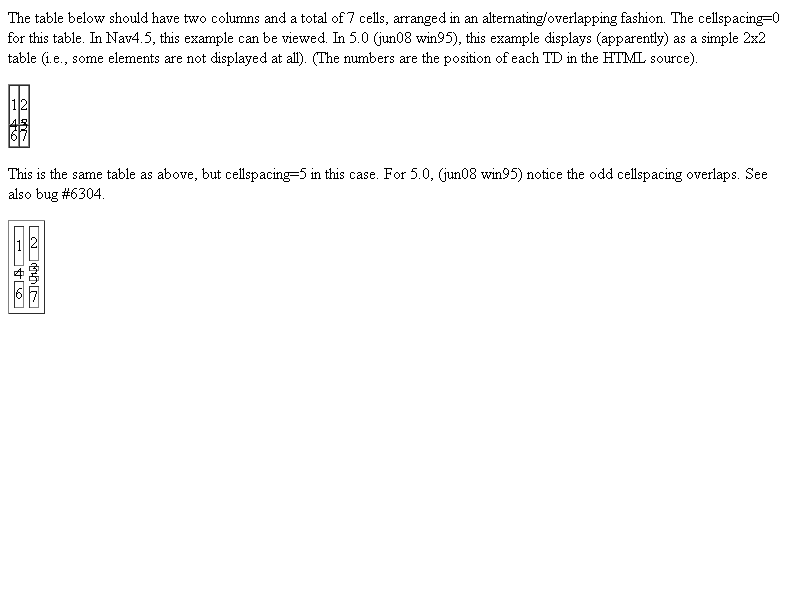 The table below should have two columns and a total of 7 cells, arranged in an alternating/overlapping fashion. The cellspacing=0
for this table. In Nav4.5, this example can be viewed. In 5.0 (jun08 win95), this example displays (apparently) as a simple 2x2
table (i.e., some elements are not displayed at all). (The numbers are the position of each TD in the HTML source).
1 2
6 7
This is the same table as above, but cellspacing=5 in this case. For 5.0, (jun08 win95) notice the odd cellspacing overlaps. See
also bug #6304.
1 2
4
6 7